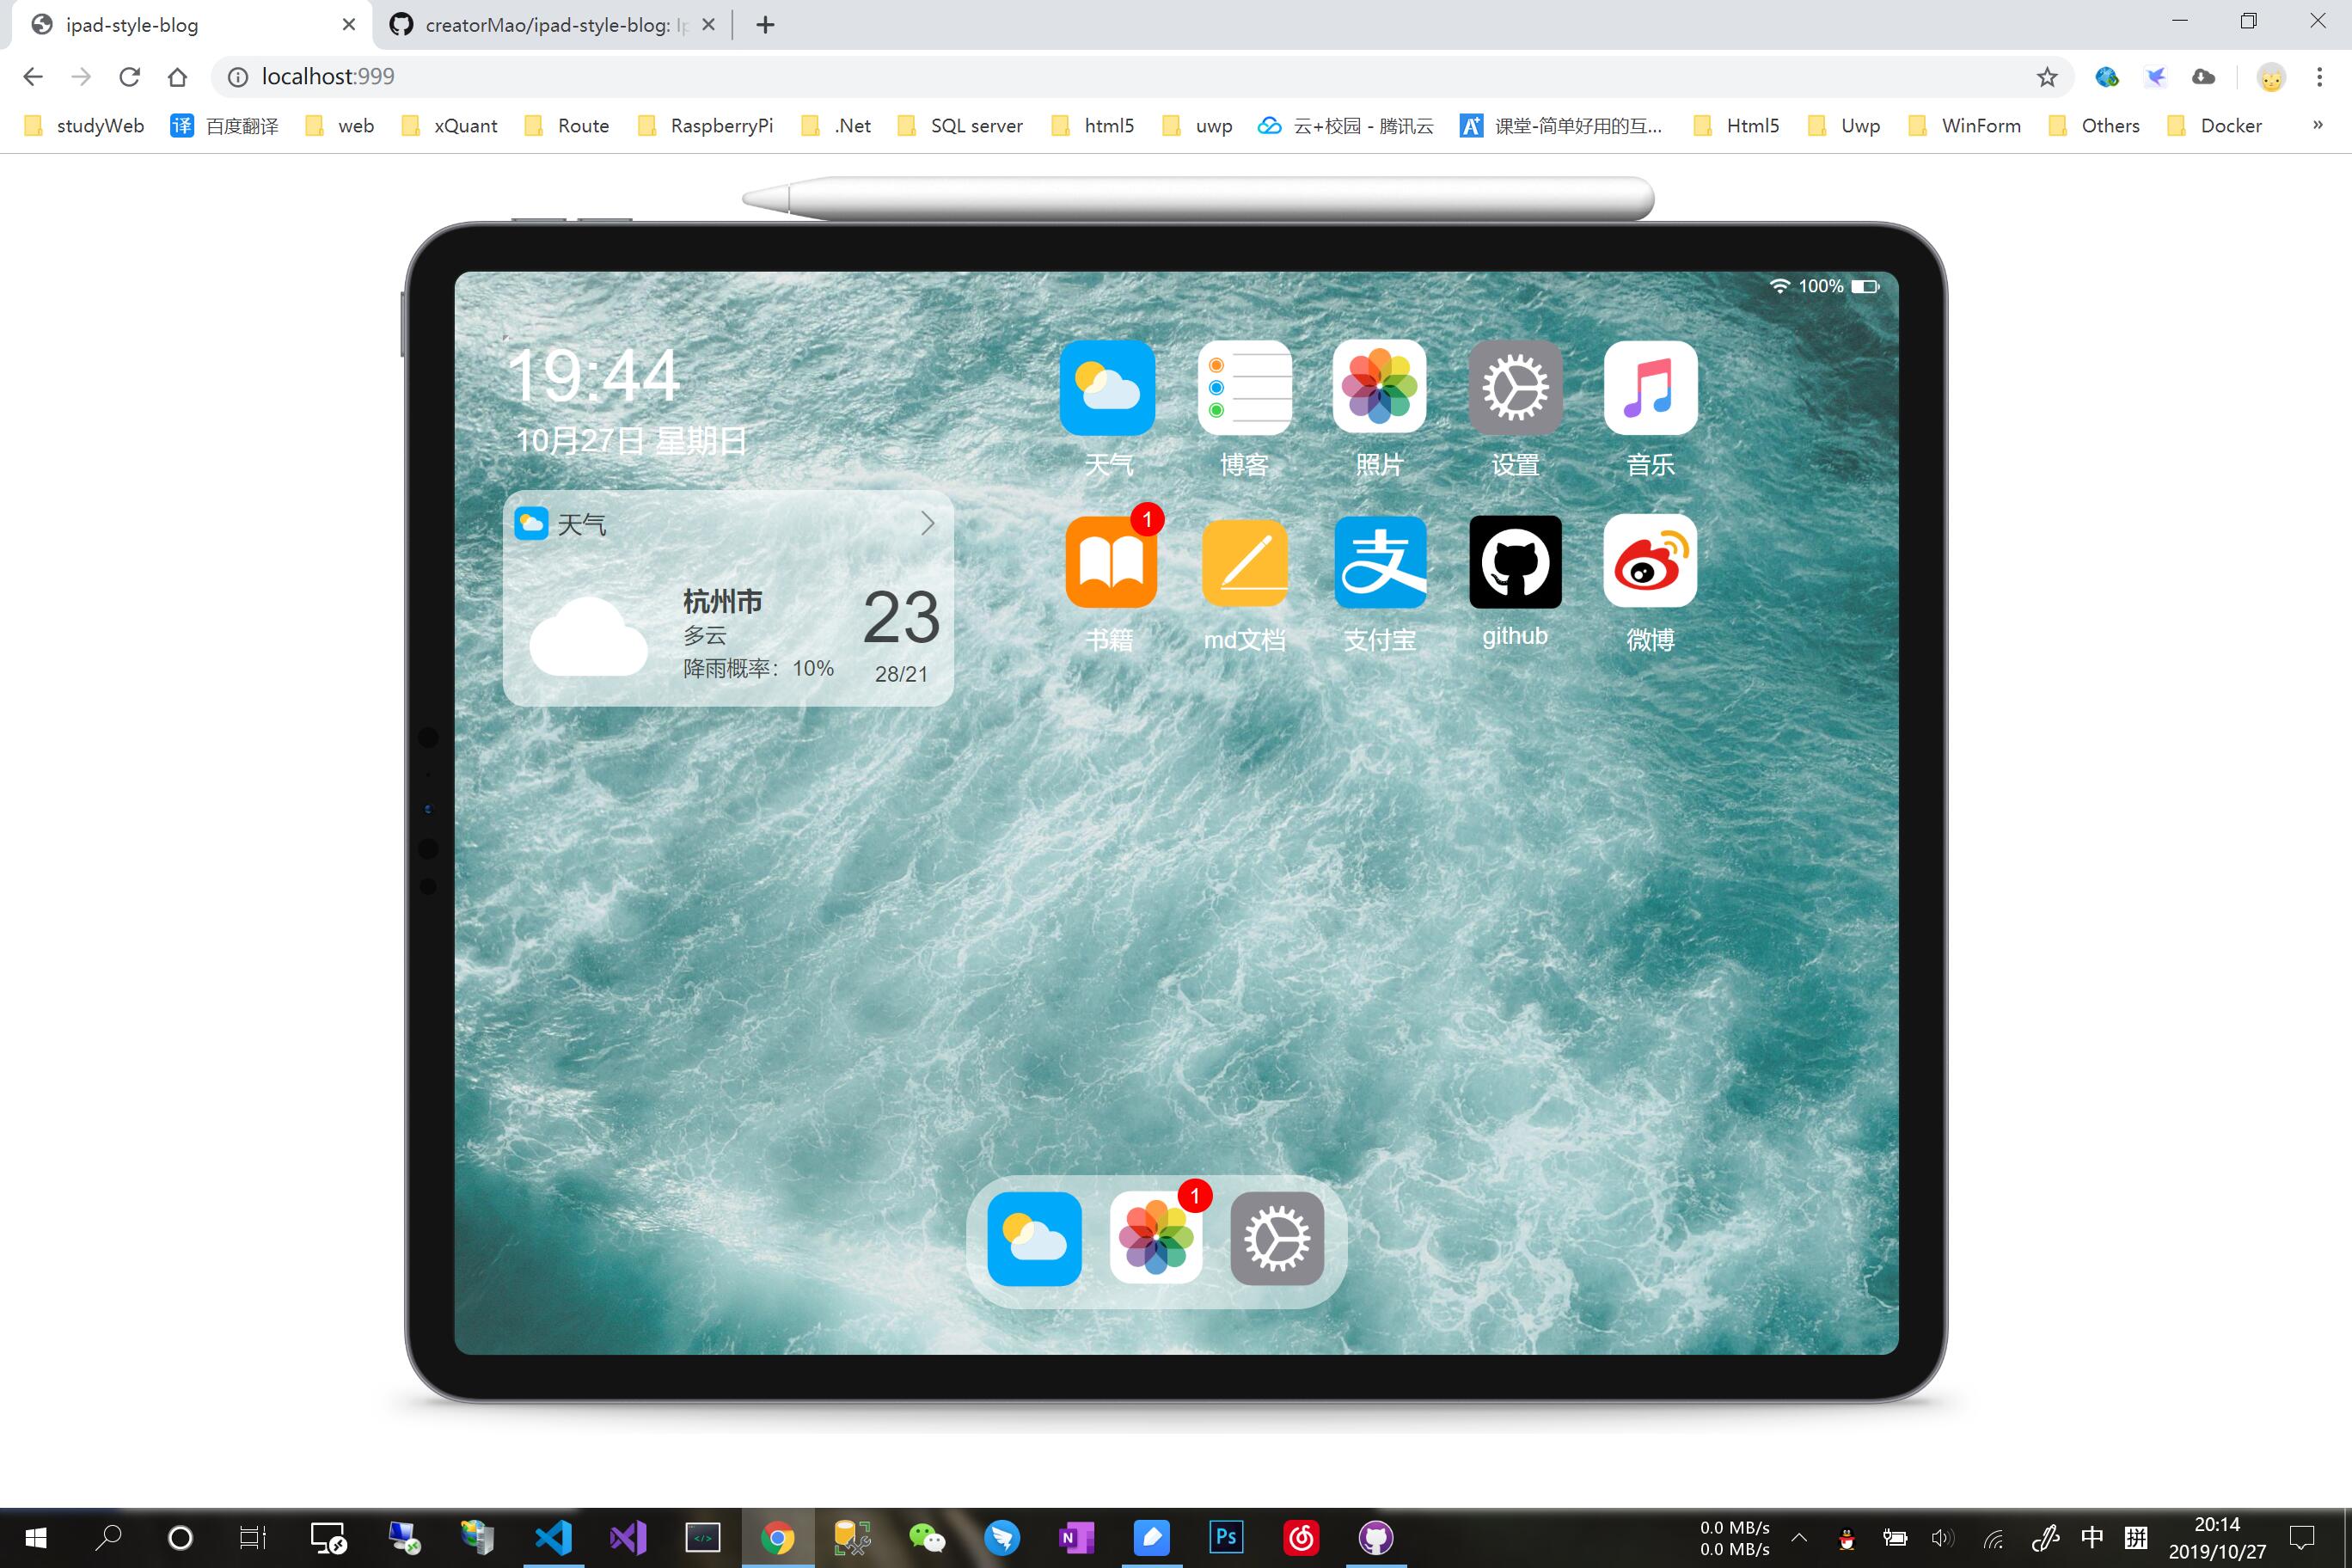 ipad-style-blog
creatorMao/ipad-style-blog: Ip
localhost:999
studyWeb
译 百度翻译
web
xQuant
Route
RaspberryPi
.Net
SQL server
html5
uwp
云+校园 - 腾讯云
A+ 课堂-简单好用的互...
Html5
Uwp
WinForm
Others
Docker
»
100%
19:44
10月27日 星期日
天气
博客
照片
设置
音乐
天气
杭州市
多云
降雨概率：10%
23
28/21
1
支
书籍
md文档
支付宝
github
微博
1
</>
N
Ps
0.0 MB/s
0.0 MB/s
中
拼
20:14
2019/10/27